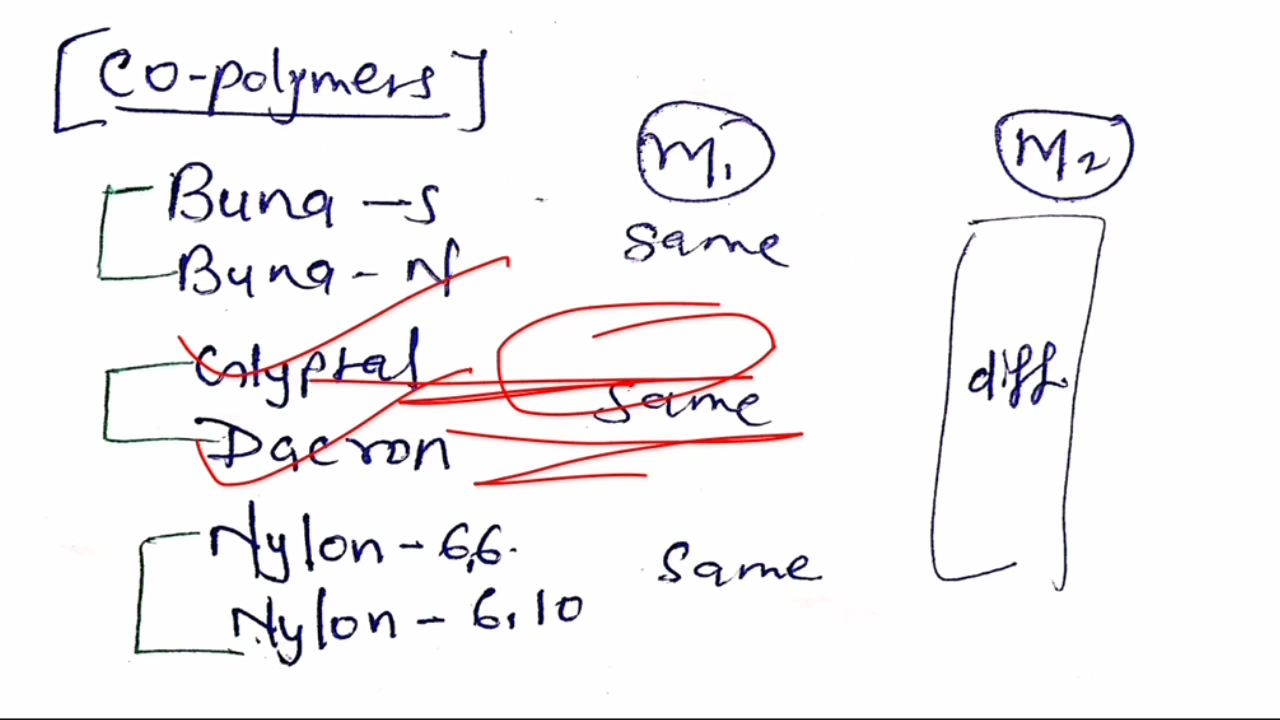 [Co-polymers]
M₁ M₂
Buna - S
same
Buna - N
Glyptal
same diff
Dacron
Nylon - 6,6.
same
Nylon - 6,10